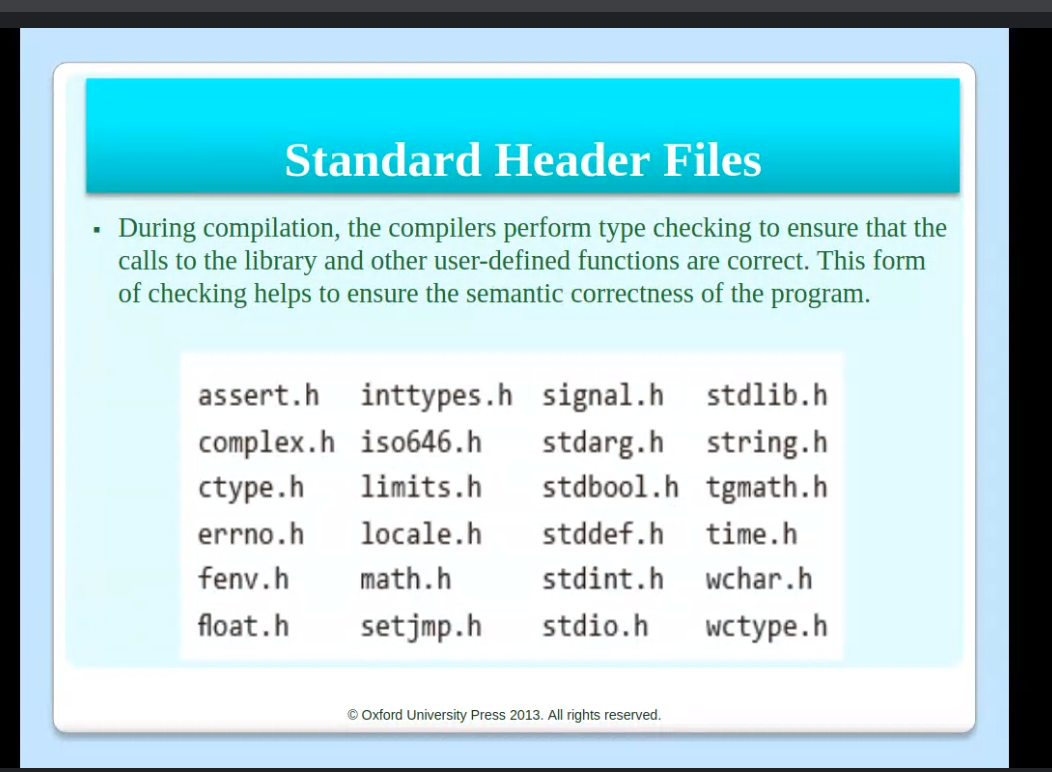 Standard Header Files
▪ During compilation, the compilers perform type checking to ensure that the
calls to the library and other user-defined functions are correct. This form
of checking helps to ensure the semantic correctness of the program.
assert.h inttypes.h signal.h stdlib.h
complex.h iso646.h stdarg.h string.h
ctype.h limits.h stdbool.h tgmath.h
errno.h locale.h stddef.h time.h
fenv.h math.h stdint.h wchar.h
float.h setjmp.h stdio.h wctype.h
© Oxford University Press 2013. All rights reserved.